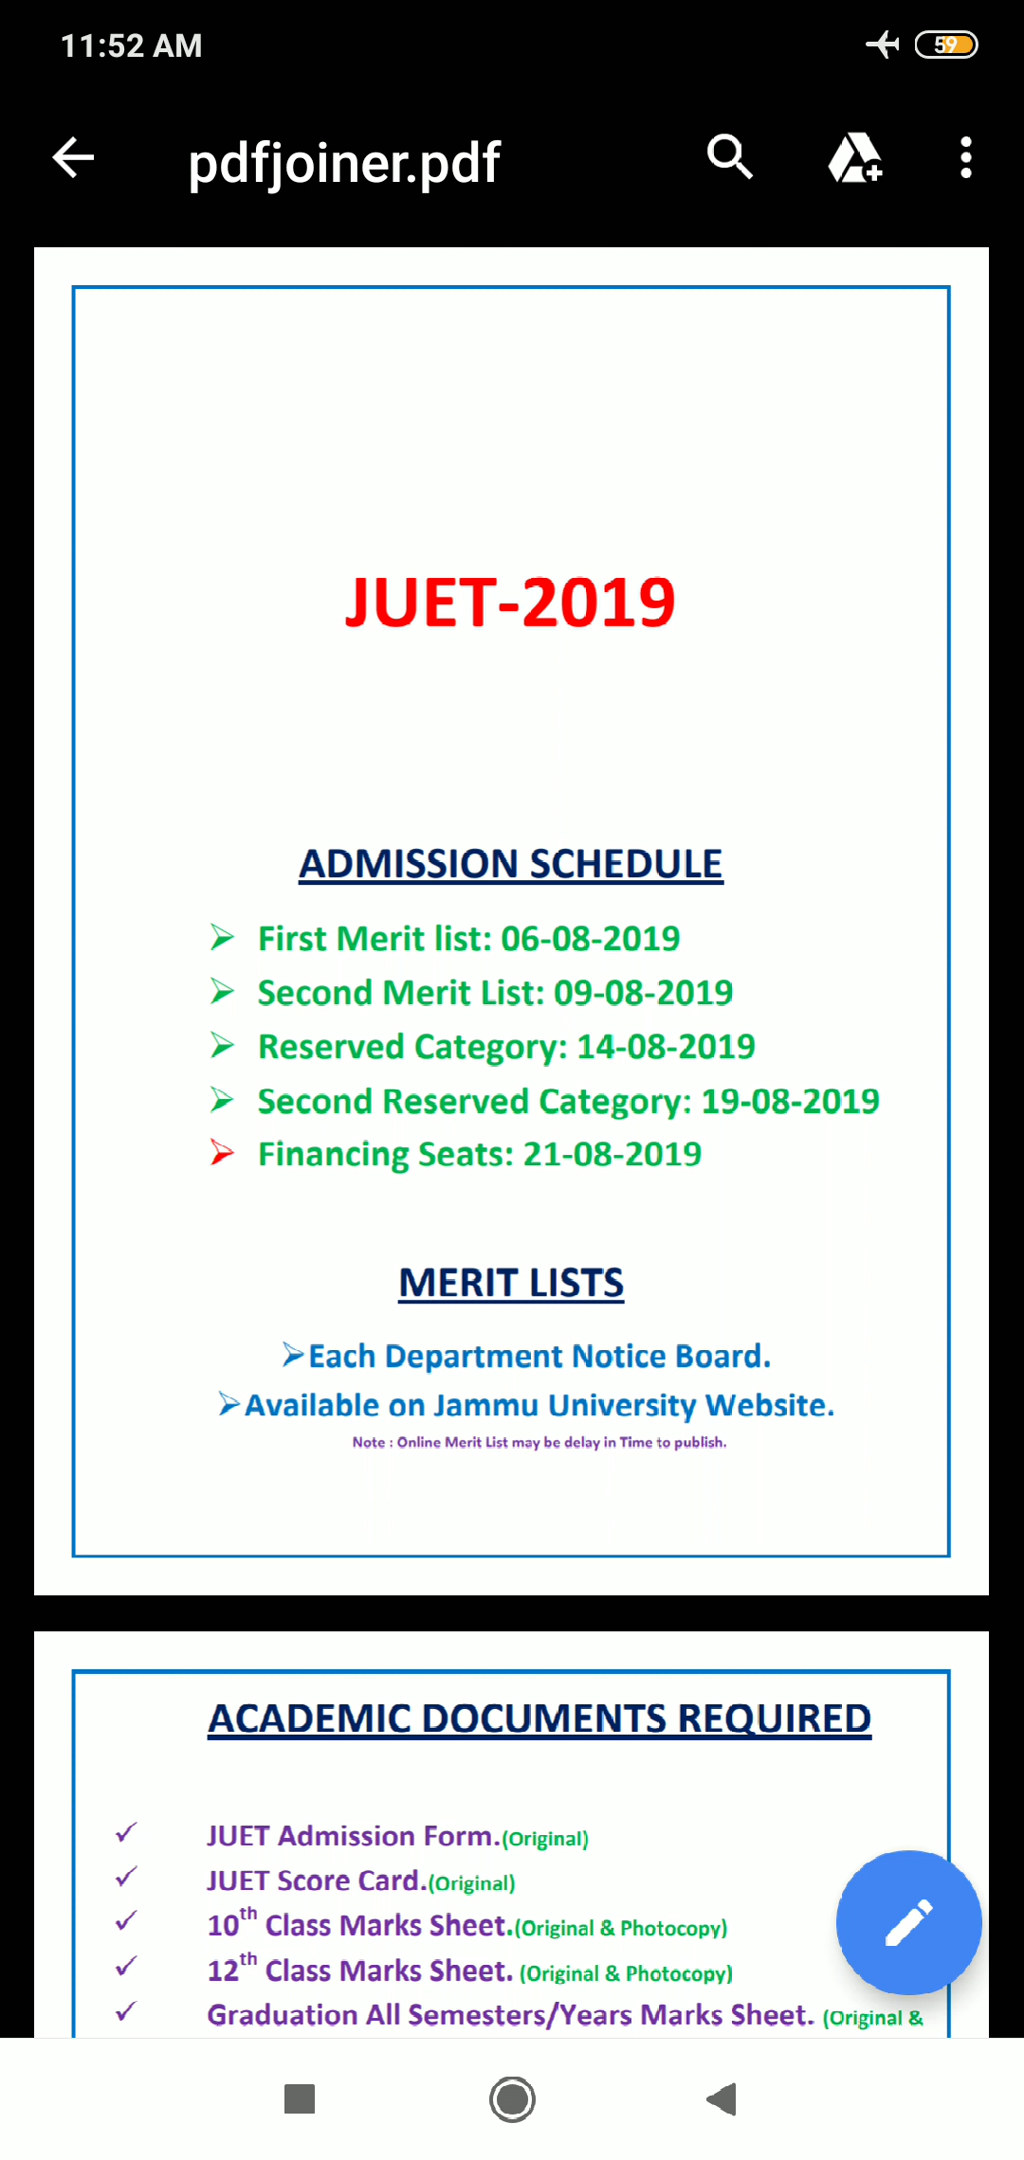 11:52 AM
59
pdfjoiner.pdf
JUET-2019
ADMISSION SCHEDULE
➢ First Merit list: 06-08-2019
➢ Second Merit List: 09-08-2019
➢ Reserved Category: 14-08-2019
➢ Second Reserved Category: 19-08-2019
➢ Financing Seats: 21-08-2019
MERIT LISTS
➢Each Department Notice Board.
➢Available on Jammu University Website.
Note : Online Merit List may be delay in Time to publish.
ACADEMIC DOCUMENTS REQUIRED
✓ JUET Admission Form.(Original)
✓ JUET Score Card.(Original)
✓ 10th Class Marks Sheet.(Original & Photocopy)
✓ 12th Class Marks Sheet. (Original & Photocopy)
✓ Graduation All Semesters/Years Marks Sheet. (Original &